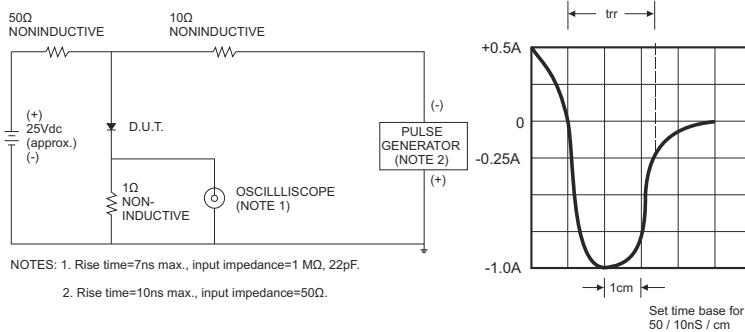 50Ω
NONINDUCTIVE
10Ω
NONINDUCTIVE
(+)
25Vdc
(approx.)
(-)
D.U.T.
1Ω
NON-
INDUCTIVE
OSCILLLISCOPE
(NOTE 1)
(-)
PULSE
GENERATOR
(NOTE 2)
(+)
NOTES: 1. Rise time=7ns max., input impedance=1 MΩ, 22pF.
2. Rise time=10ns max., input impedance=50Ω.
trr
+0.5A
0
-0.25A
-1.0A
1cm
Set time base for
50 / 10nS / cm